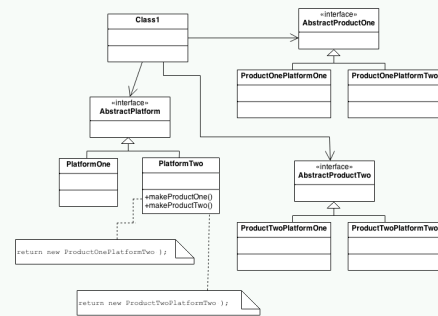 Class1
«interface»
AbstractProductOne
ProductOnePlatformOne
ProductOnePlatformTwo
«interface»
AbstractPlatform
PlatformOne
PlatformTwo
+makeProductOne()
+makeProductTwo()
«interface»
AbstractProductTwo
ProductTwoPlatformOne
ProductTwoPlatformTwo
return new ProductOnePlatformTwo );
return new ProductTwoPlatformTwo );